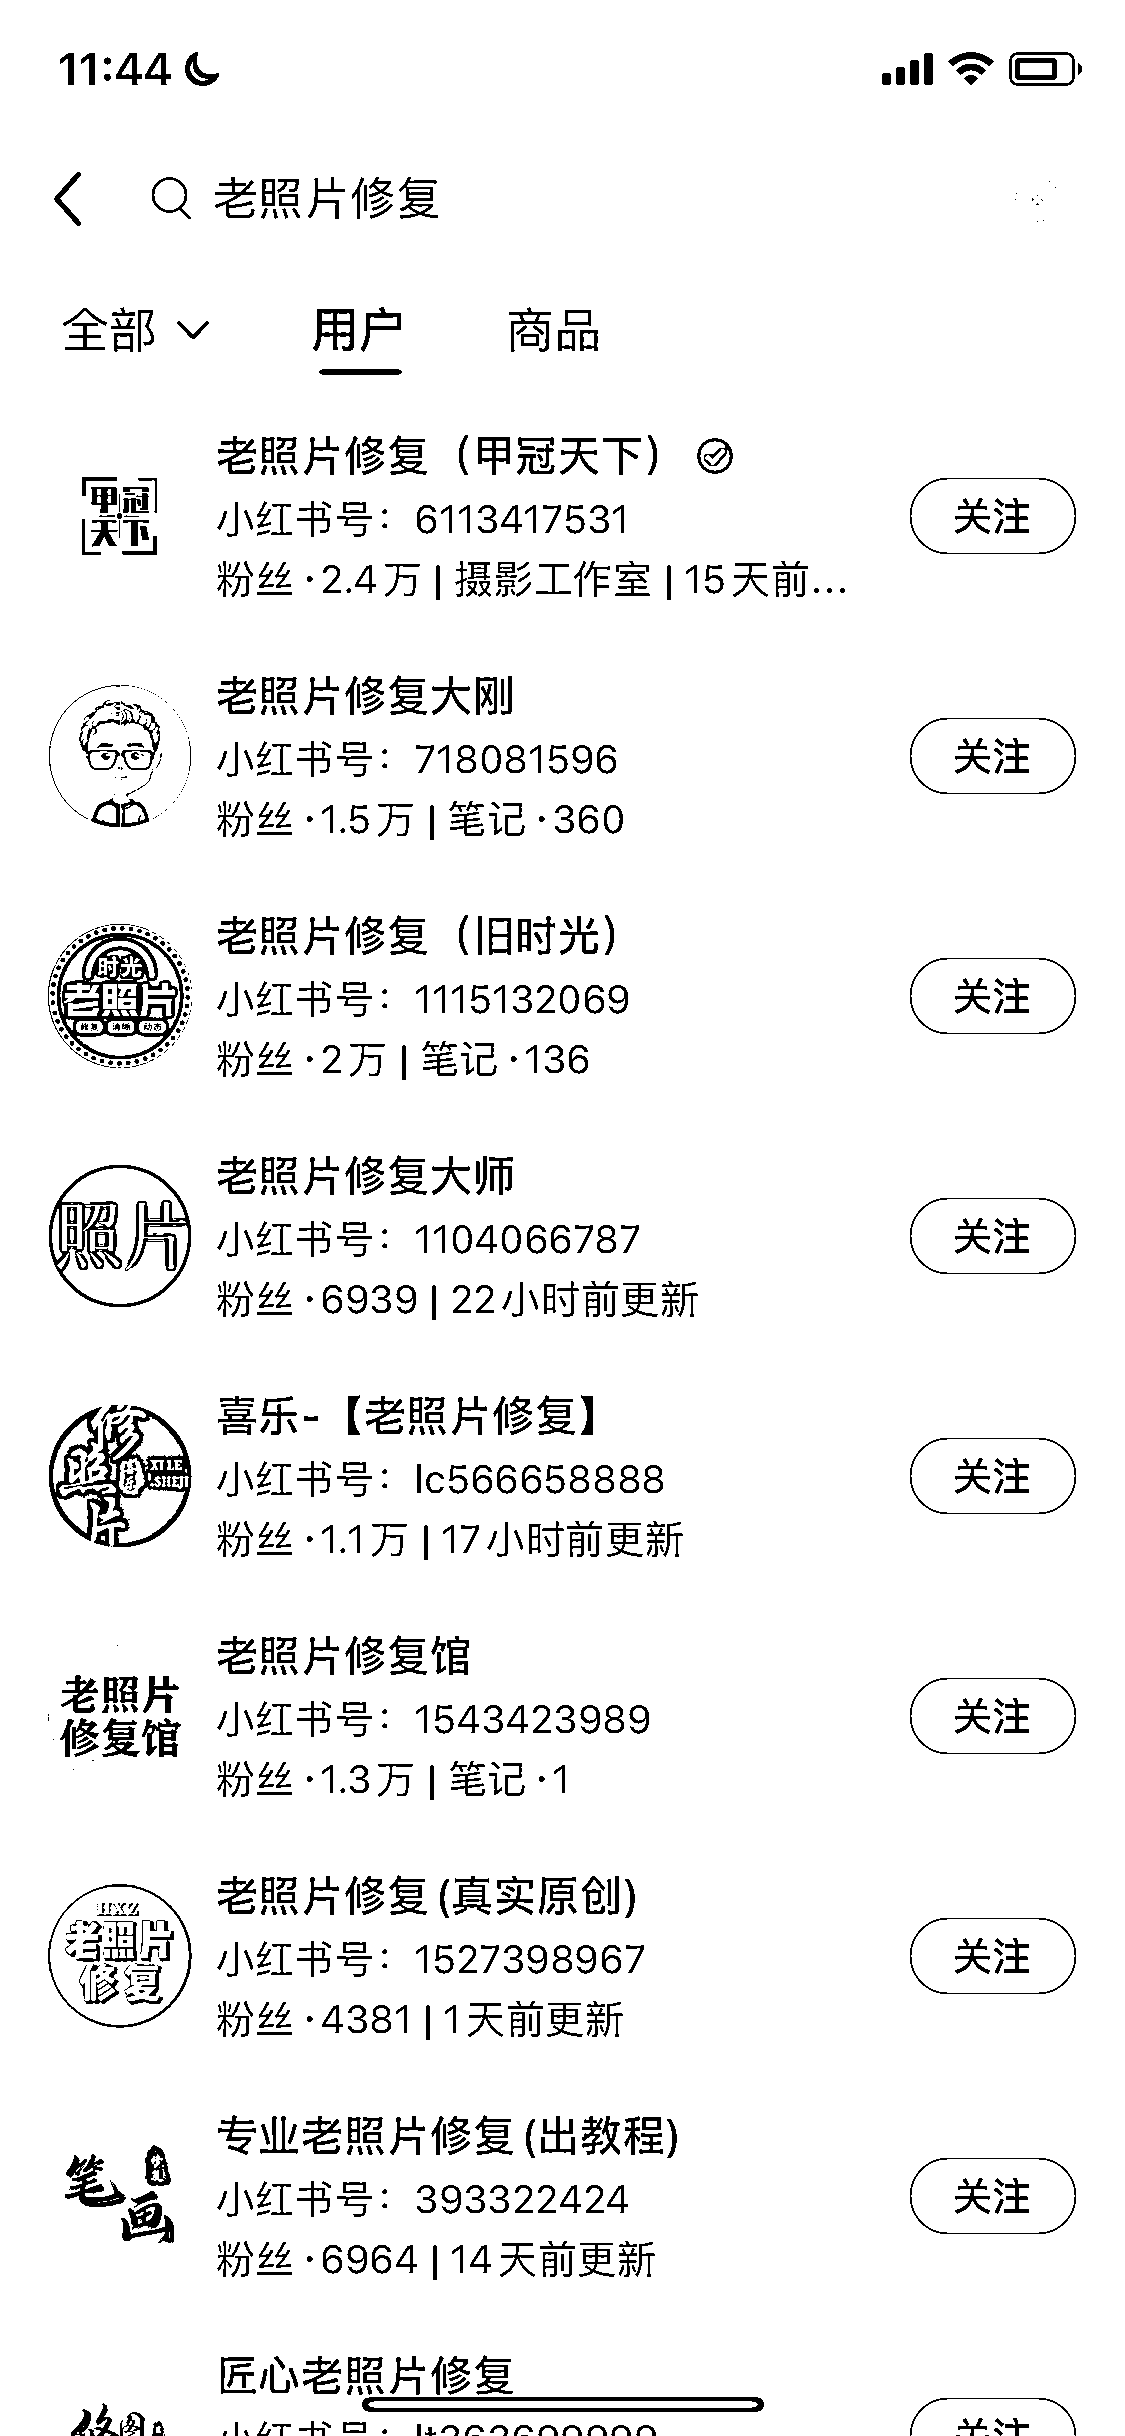 11:44
老照片修复
全部 用户 商品
甲冠
天下
老照片修复（甲冠天下）
小红书号：6113417531
粉丝·2.4万 | 摄影工作室 | 15天前...
关注
老照片修复大刚
小红书号：718081596
粉丝·1.5万 | 笔记·360
关注
时光
老照片
修复 清晰 动态
老照片修复（旧时光）
小红书号：1115132069
粉丝·2万 | 笔记·136
关注
照片
老照片修复大师
小红书号：1104066787
粉丝·6939 | 22小时前更新
关注
修
照
片
喜乐-【老照片修复】
小红书号：lc566658888
粉丝·1.1万 | 17小时前更新
关注
老照片
修复馆
老照片修复馆
小红书号：1543423989
粉丝·1.3万 | 笔记·1
关注
HXZ
老照片
修复
老照片修复(真实原创)
小红书号：1527398967
粉丝·4381 | 1天前更新
关注
笔
画
专业老照片修复(出教程)
小红书号：393322424
粉丝·6964 | 14天前更新
关注
匠心老照片修复